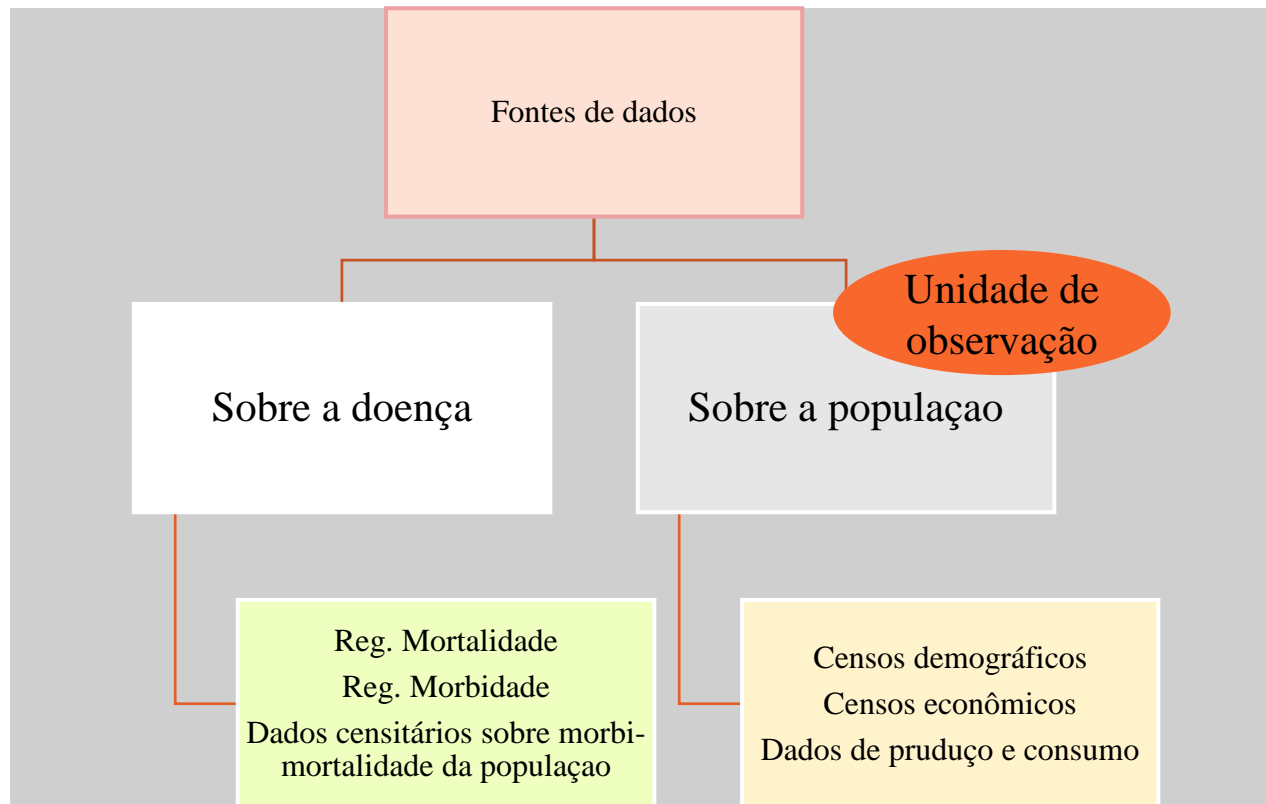 Fontes de dados
Unidade de
observação
Sobre a doença
Sobre a populaçao
Reg. Mortalidade
Reg. Morbidade
Dados censitários sobre morbi-
mortalidade da populaçao
Censos demográficos
Censos econômicos
Dados de pruduço e consumo